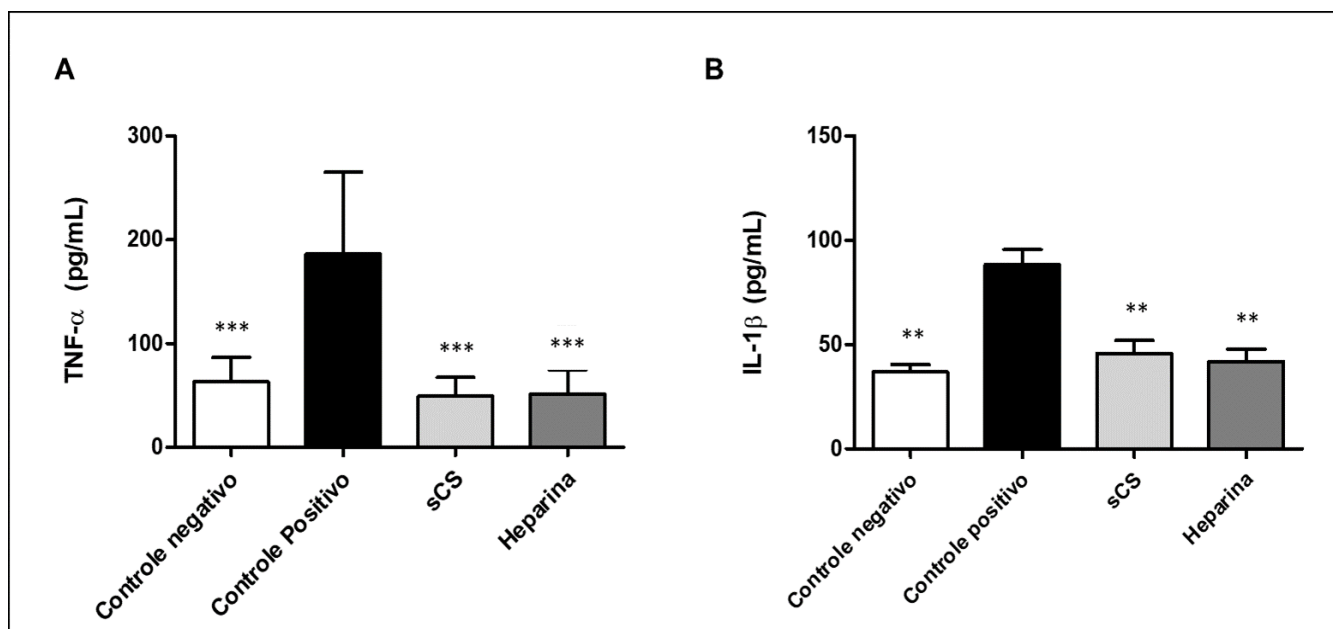 A
TNF-α (pg/mL)
300
200
100
0
***
***
***
Controle negativo
Controle Positivo
sCS
Heparina
B
IL-1β (pg/mL)
150
100
50
0
**
**
**
Controle negativo
Controle positivo
sCS
Heparina